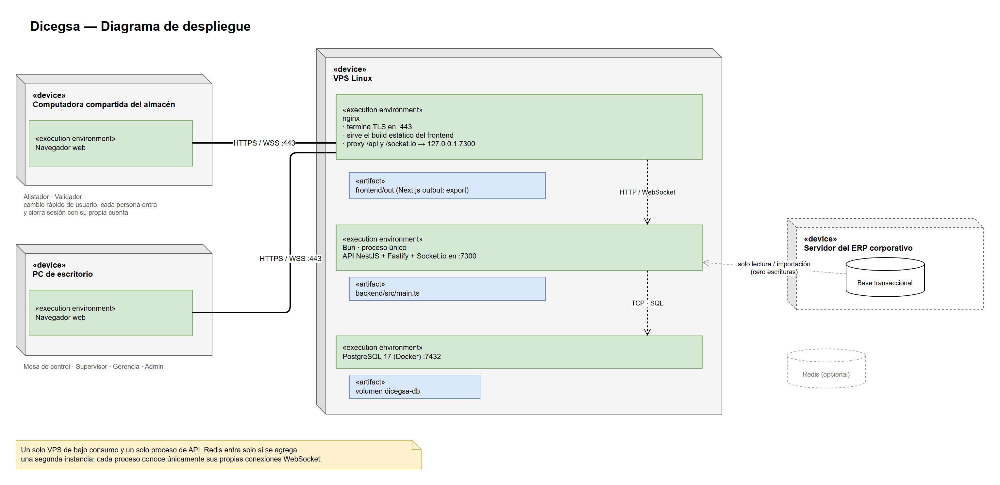 Dicegsa — Diagrama de despliegue
«device»
Computadora compartida del almacén
«execution environment»
Navegador web
Alistador · Validador
cambio rápido de usuario: cada persona entra
y cierra sesión con su propia cuenta
«device»
PC de escritorio
«execution environment»
Navegador web
Mesa de control · Supervisor · Gerencia · Admin
HTTPS / WSS :443
HTTPS / WSS :443
«device»
VPS Linux
«execution environment»
nginx
· termina TLS en :443
· sirve el build estático del frontend
· proxy /api y /socket.io → 127.0.0.1:7300
«artifact»
frontend/out (Next.js output: export)
HTTP / WebSocket
«execution environment»
Bun · proceso único
API NestJS + Fastify + Socket.io en :7300
«artifact»
backend/src/main.ts
TCP · SQL
«execution environment»
PostgreSQL 17 (Docker) :7432
«artifact»
volumen dicegsa-db
«device»
Servidor del ERP corporativo
solo lectura / importación
(cero escrituras)
Base transaccional
Redis (opcional)
Un solo VPS de bajo consumo y un solo proceso de API. Redis entra solo si se agrega
una segunda instancia: cada proceso conoce únicamente sus propias conexiones WebSocket.